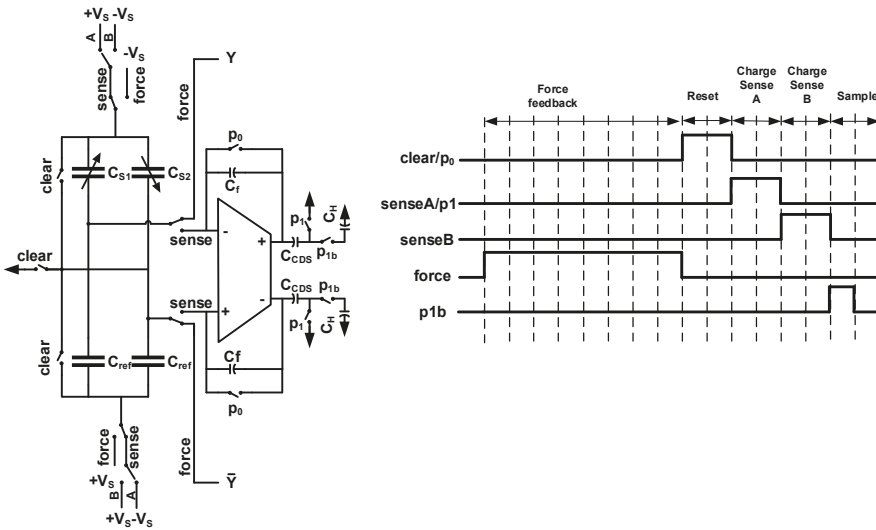 +Vs -Vs
A
B
-Vs
sense
force
Y
force
clear
CS1
CS2
p0
Cf
sense
-
+
p1
CH
CCDS
p1b
clear
sense
+
-
CCDS
p1b
p1
CH
clear
Cref
Cref
Cf
p0
force
Ȳ
force
sense
+Vs
B
A
+Vs-Vs
Force
feedback
Reset
Charge
Sense
A
Charge
Sense
B
Sample
clear/p0
senseA/p1
senseB
force
p1b